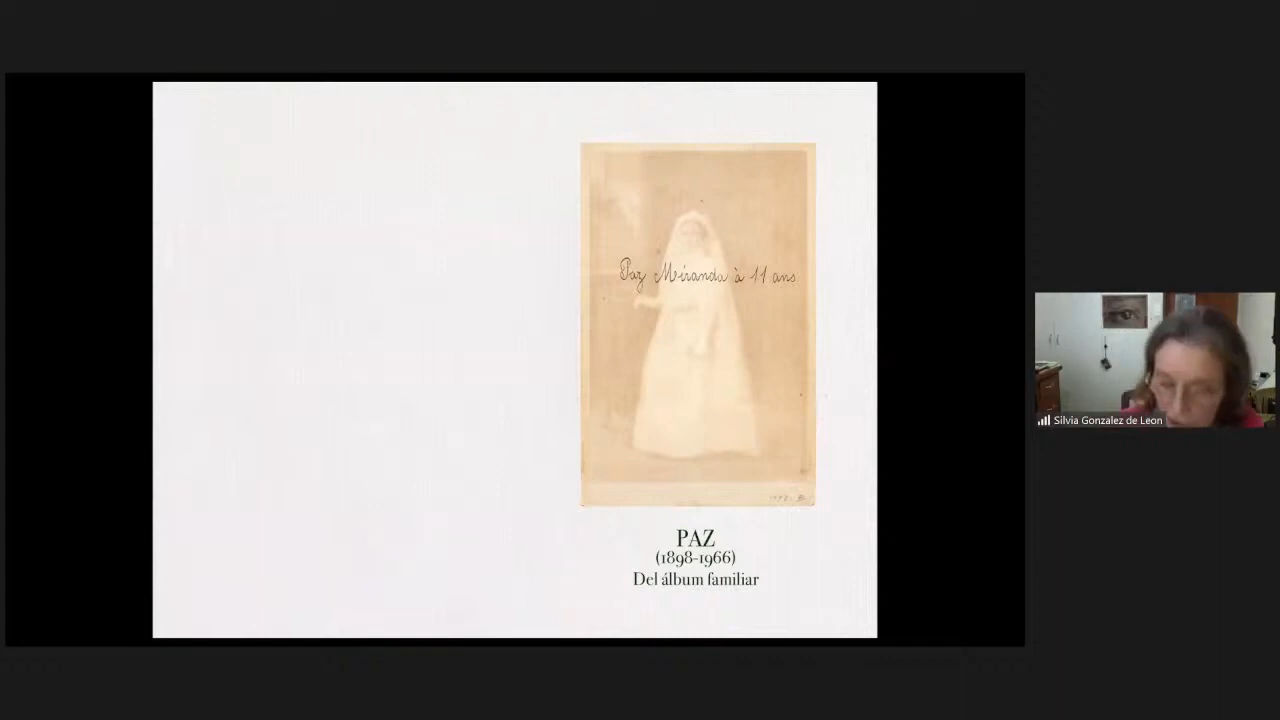 Paz Miranda à 11 ans
PAZ
(1898-1966)
Del álbum familiar
Silvia Gonzalez de Leon